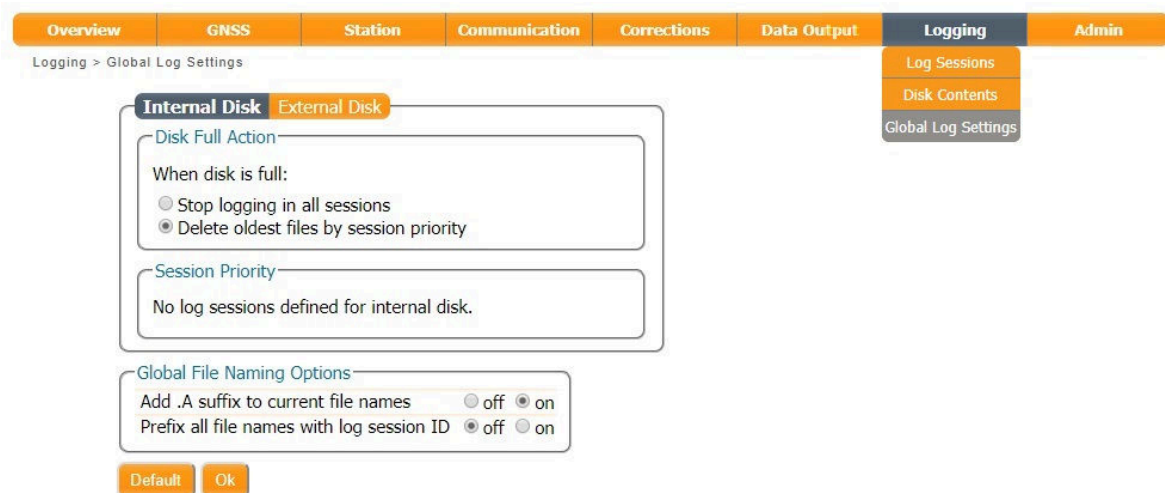 Overview GNSS Station Communication Corrections Data Output Logging Admin
Logging > Global Log Settings
Log Sessions
Disk Contents
Global Log Settings
Internal Disk External Disk
Disk Full Action
When disk is full:
Stop logging in all sessions
Delete oldest files by session priority
Session Priority
No log sessions defined for internal disk.
Global File Naming Options
Add .A suffix to current file names off on
Prefix all file names with log session ID off on
Default Ok